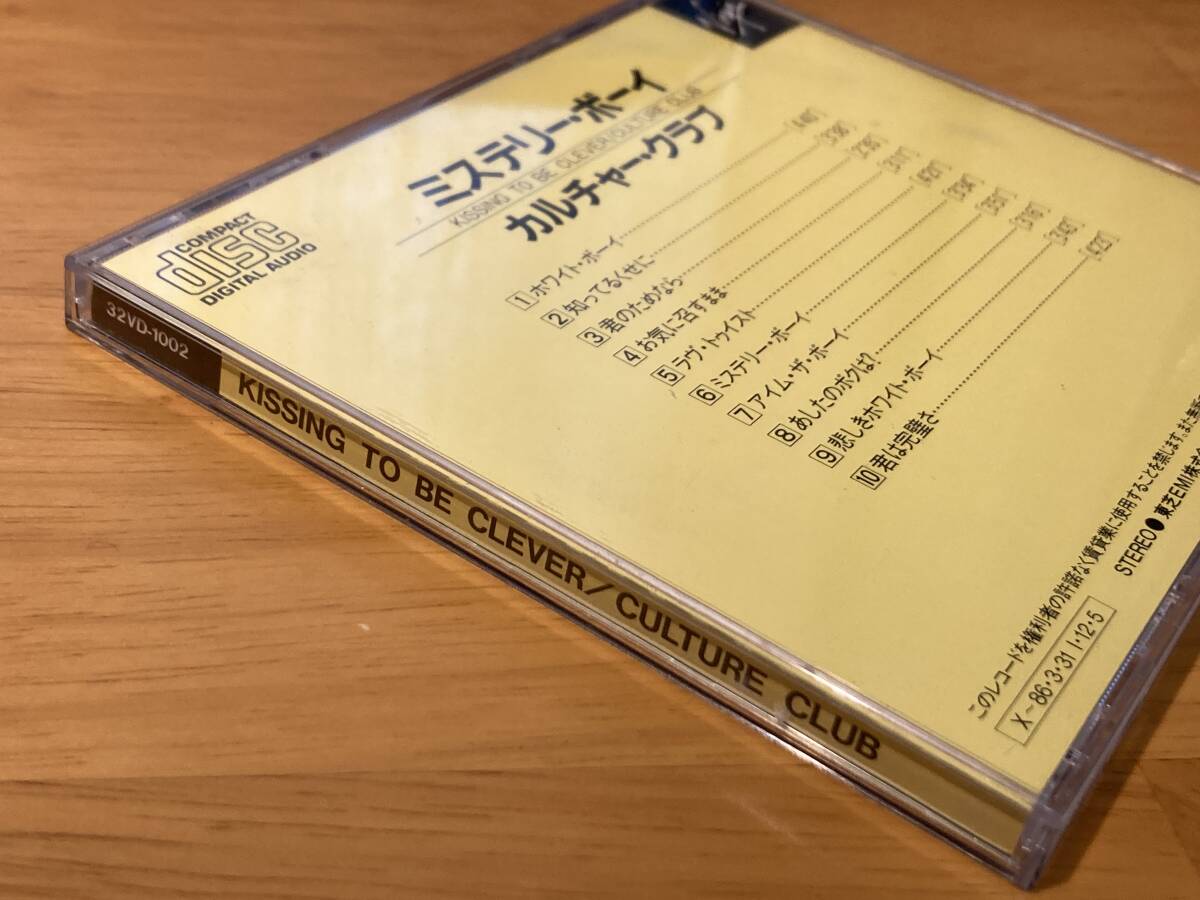 Virgin
ミステリー・ボーイ
KISSING TO BE CLEVER/CULTURE CLUB
カルチャー・クラブ
COMPACT
disc
DIGITAL AUDIO
1 ホワイト・ボーイ
2 知ってるくせに
3 君のためなら
4 お気に召すまま
5 ラヴ・トゥイスト
6 ミステリー・ボーイ
7 アイム・ザ・ボーイ
8 あしたのボクは?
9 悲しきホワイト・ボーイ
10 君は完璧さ
このレコードを権利者の許諾なく賃貸業に使用することを禁じます。また無断
STEREO● 東芝EMI株式会
X〜86・3・31 I・12・5
32VD-1002
KISSING TO BE CLEVER/CULTURE CLUB